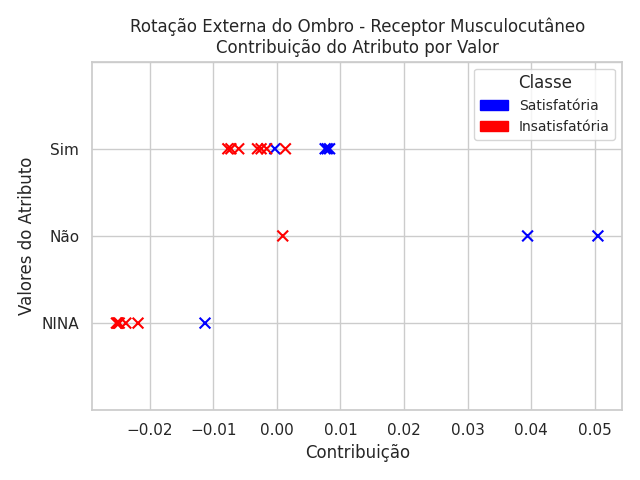 Rotação Externa do Ombro - Receptor Musculocutâneo
Contribuição do Atributo por Valor
Classe
Satisfatória
Insatisfatória
Valores do Atributo
Sim
Não
NINA
−0.02 −0.01 0.00 0.01 0.02 0.03 0.04 0.05
Contribuição